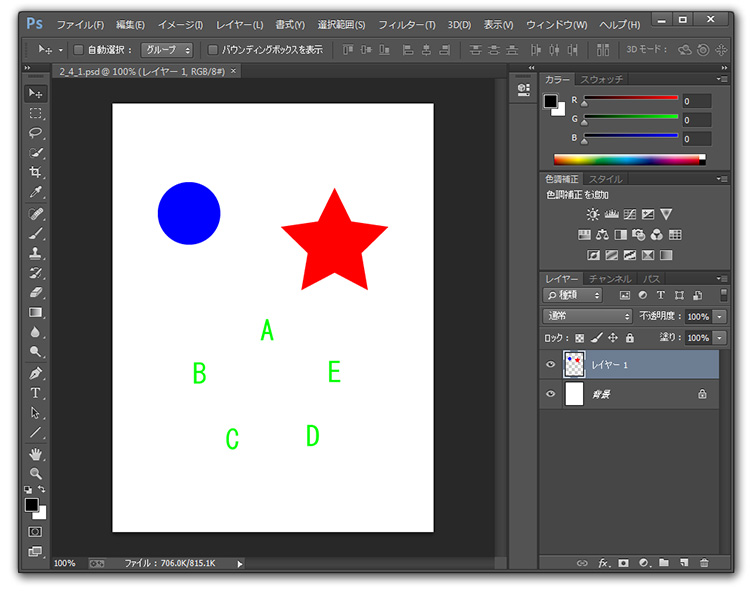 Ps ファイル(F) 編集(E) イメージ(I) レイヤー(L) 書式(Y) 選択範囲(S) フィルター(T) 3D(D) 表示(V) ウィンドウ(W) ヘルプ(H)
自動選択： グループ バウンディングボックスを表示 3D モード：
2_4_1.psd @ 100% (レイヤー 1, RGB/8#) ×
カラー スウォッチ
R 0
G 0
B 0
色調補正 スタイル
色調補正を追加
レイヤー チャンネル パス
種類 T
通常 不透明度： 100%
ロック： 塗り： 100%
レイヤー 1
背景
A
B E
C D
T
100% ファイル：706.0K/815.1K
fx